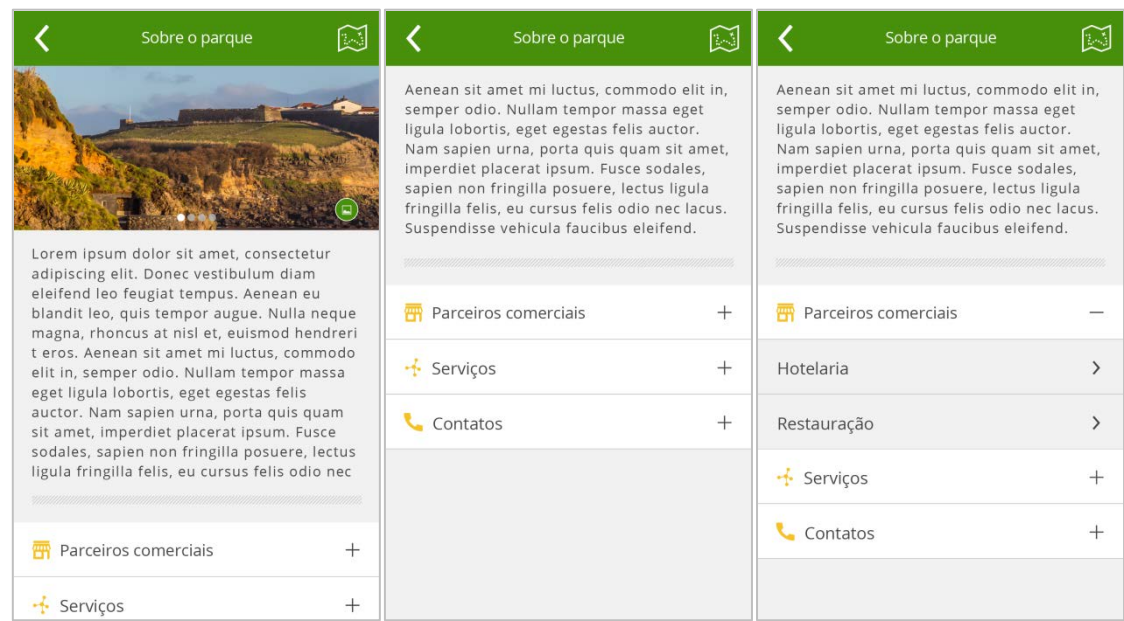 Sobre o parque
Lorem ipsum dolor sit amet, consectetur
adipiscing elit. Donec vestibulum diam
eleifend leo feugiat tempus. Aenean eu
blandit leo, quis tempor augue. Nulla neque
magna, rhoncus at nisl et, euismod hendreri
t eros. Aenean sit amet mi luctus, commodo
elit in, semper odio. Nullam tempor massa
eget ligula lobortis, eget egestas felis
auctor. Nam sapien urna, porta quis quam
sit amet, imperdiet placerat ipsum. Fusce
sodales, sapien non fringilla posuere, lectus
ligula fringilla felis, eu cursus felis odio nec
Parceiros comerciais
Serviços
Sobre o parque
Aenean sit amet mi luctus, commodo elit in,
semper odio. Nullam tempor massa eget
ligula lobortis, eget egestas felis auctor.
Nam sapien urna, porta quis quam sit amet,
imperdiet placerat ipsum. Fusce sodales,
sapien non fringilla posuere, lectus ligula
fringilla felis, eu cursus felis odio nec lacus.
Suspendisse vehicula faucibus eleifend.
Parceiros comerciais
Serviços
Contatos
Sobre o parque
Aenean sit amet mi luctus, commodo elit in,
semper odio. Nullam tempor massa eget
ligula lobortis, eget egestas felis auctor.
Nam sapien urna, porta quis quam sit amet,
imperdiet placerat ipsum. Fusce sodales,
sapien non fringilla posuere, lectus ligula
fringilla felis, eu cursus felis odio nec lacus.
Suspendisse vehicula faucibus eleifend.
Parceiros comerciais
Hotelaria
Restauração
Serviços
Contatos